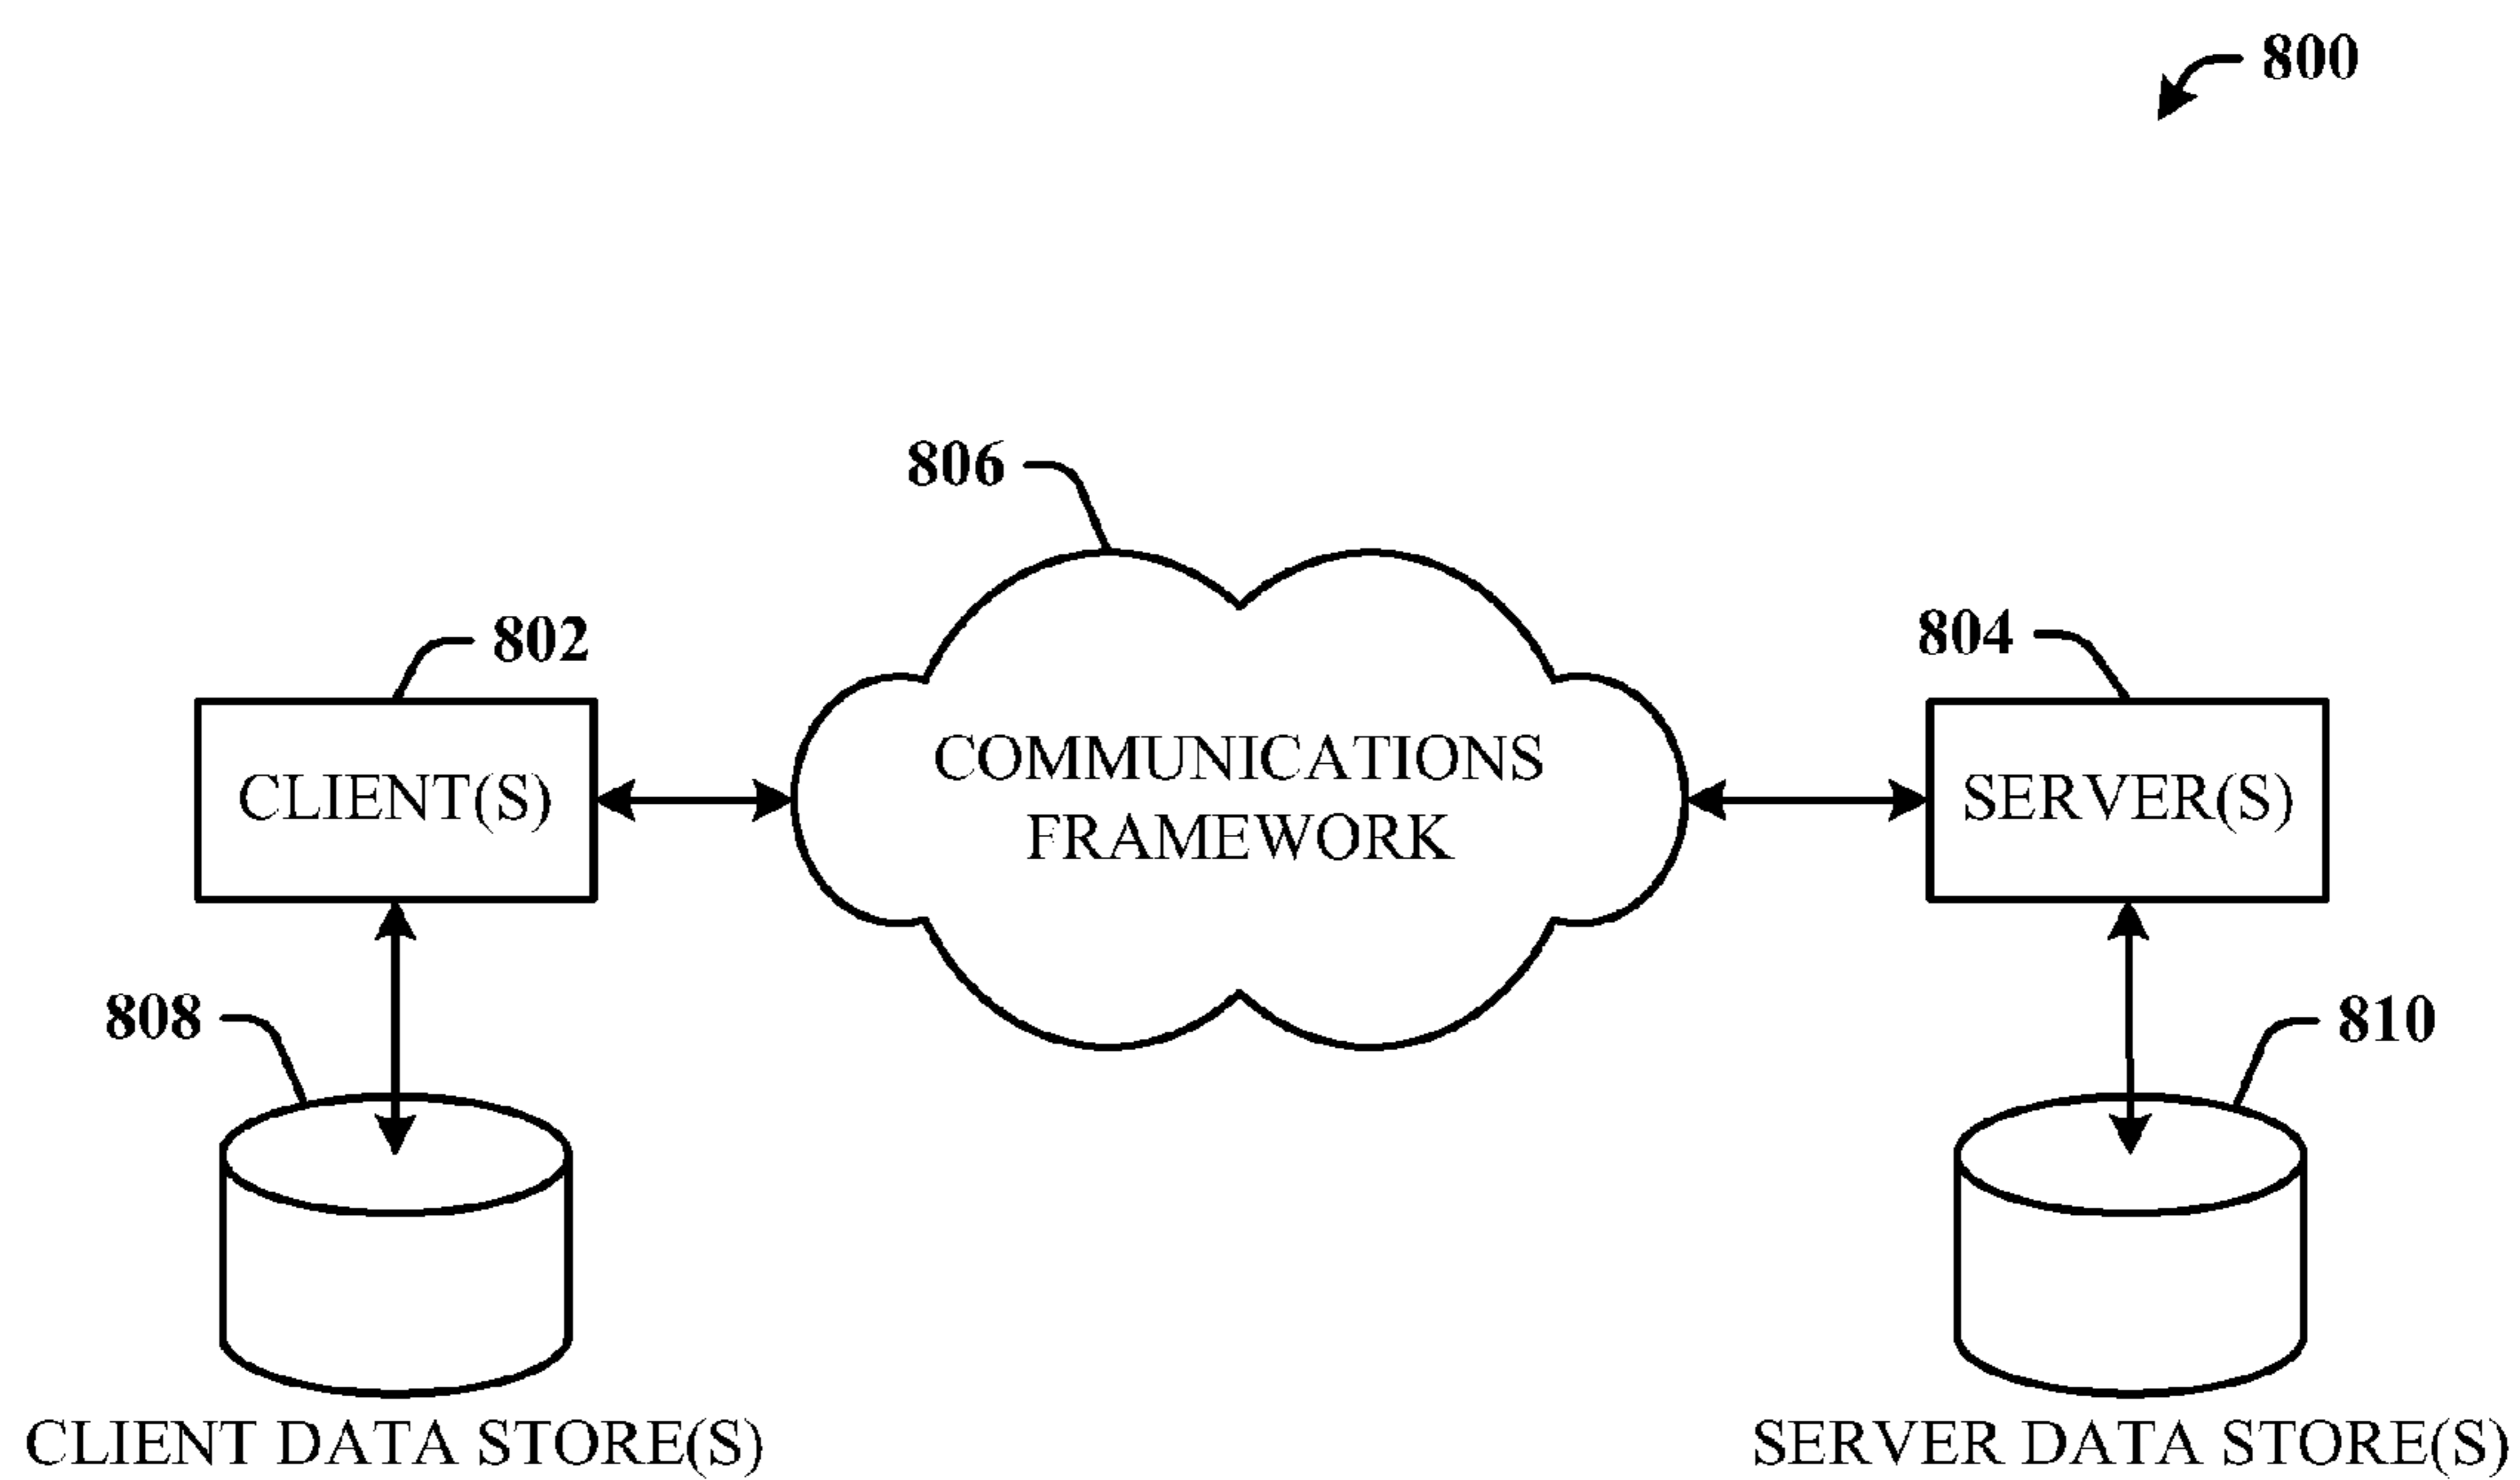 800
806
802
804
COMMUNICATIONS
FRAMEWORK
CLIENT(S)
SERVER(S)
808
810
CLIENT DATA STORE(S)
SERVER DATA STORE(S)